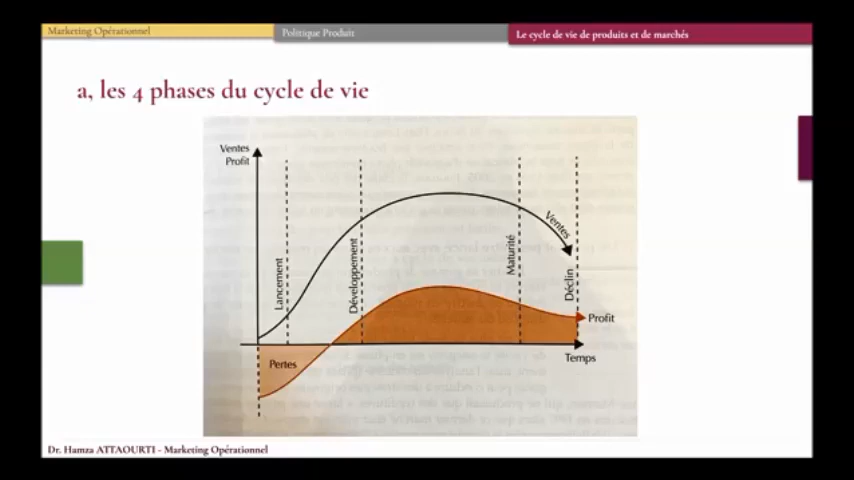 Marketing Opérationnel
Politique Produit
Le cycle de vie de produits et de marchés
a, les 4 phases du cycle de vie
Ventes
Profit
Lancement
Développement
Maturité
Ventes
Déclin
Profit
Pertes
Temps
Dr. Hamza ATTAOURTI - Marketing Opérationnel